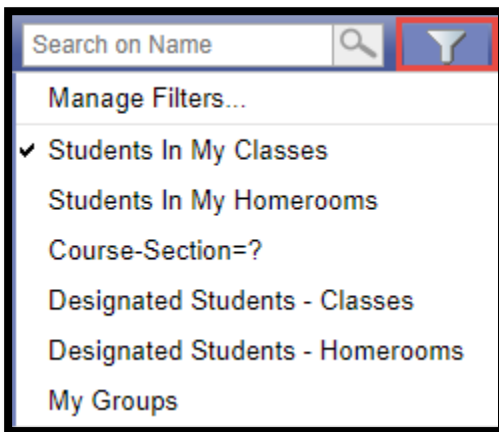 Search on Name
Manage Filters...
Students In My Classes
Students In My Homerooms
Course-Section=?
Designated Students - Classes
Designated Students - Homerooms
My Groups